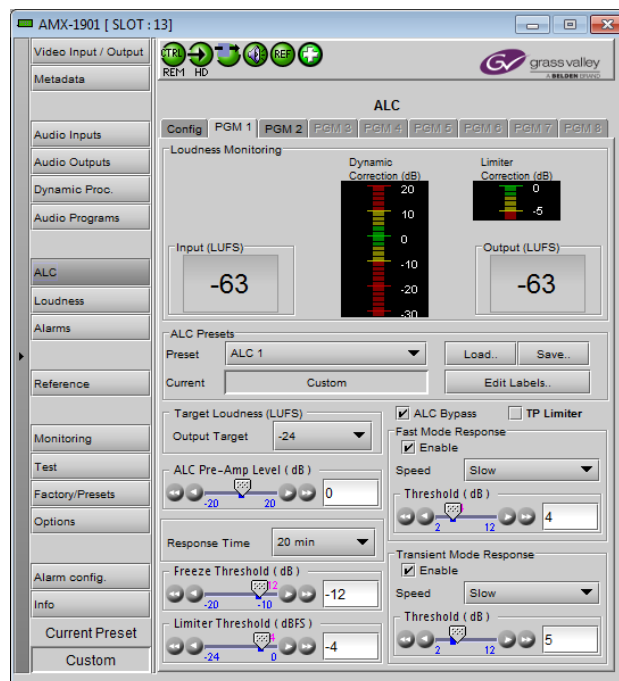 AMX-1901 [ SLOT : 13]
Video Input / Output
Metadata
Audio Inputs
Audio Outputs
Dynamic Proc.
Audio Programs
ALC
Loudness
Alarms
Reference
Monitoring
Test
Factory/Presets
Options
Alarm config.
Info
Current Preset
Custom
CTRL
REF
REM HD
GV grass valley
A BELDEN BRAND
ALC
Config PGM 1 PGM 2 PGM 3 PGM 4 PGM 5 PGM 6 PGM 7 PGM 8
Loudness Monitoring
Dynamic
Correction (dB)
20
10
0
-10
-20
-30
Limiter
Correction (dB)
0
-5
Input (LUFS)
-63
Output (LUFS)
-63
ALC Presets
Preset ALC 1 Load.. Save..
Current Custom Edit Labels..
Target Loudness (LUFS)
Output Target -24
ALC Pre-Amp Level ( dB )
-20 20 0
Response Time 20 min
Freeze Threshold ( dB )
-20 -10 -12
Limiter Threshold ( dBFS )
-24 0 -4
ALC Bypass TP Limiter
Fast Mode Response
Enable
Speed Slow
Threshold ( dB )
2 12 4
Transient Mode Response
Enable
Speed Slow
Threshold ( dB )
2 12 5